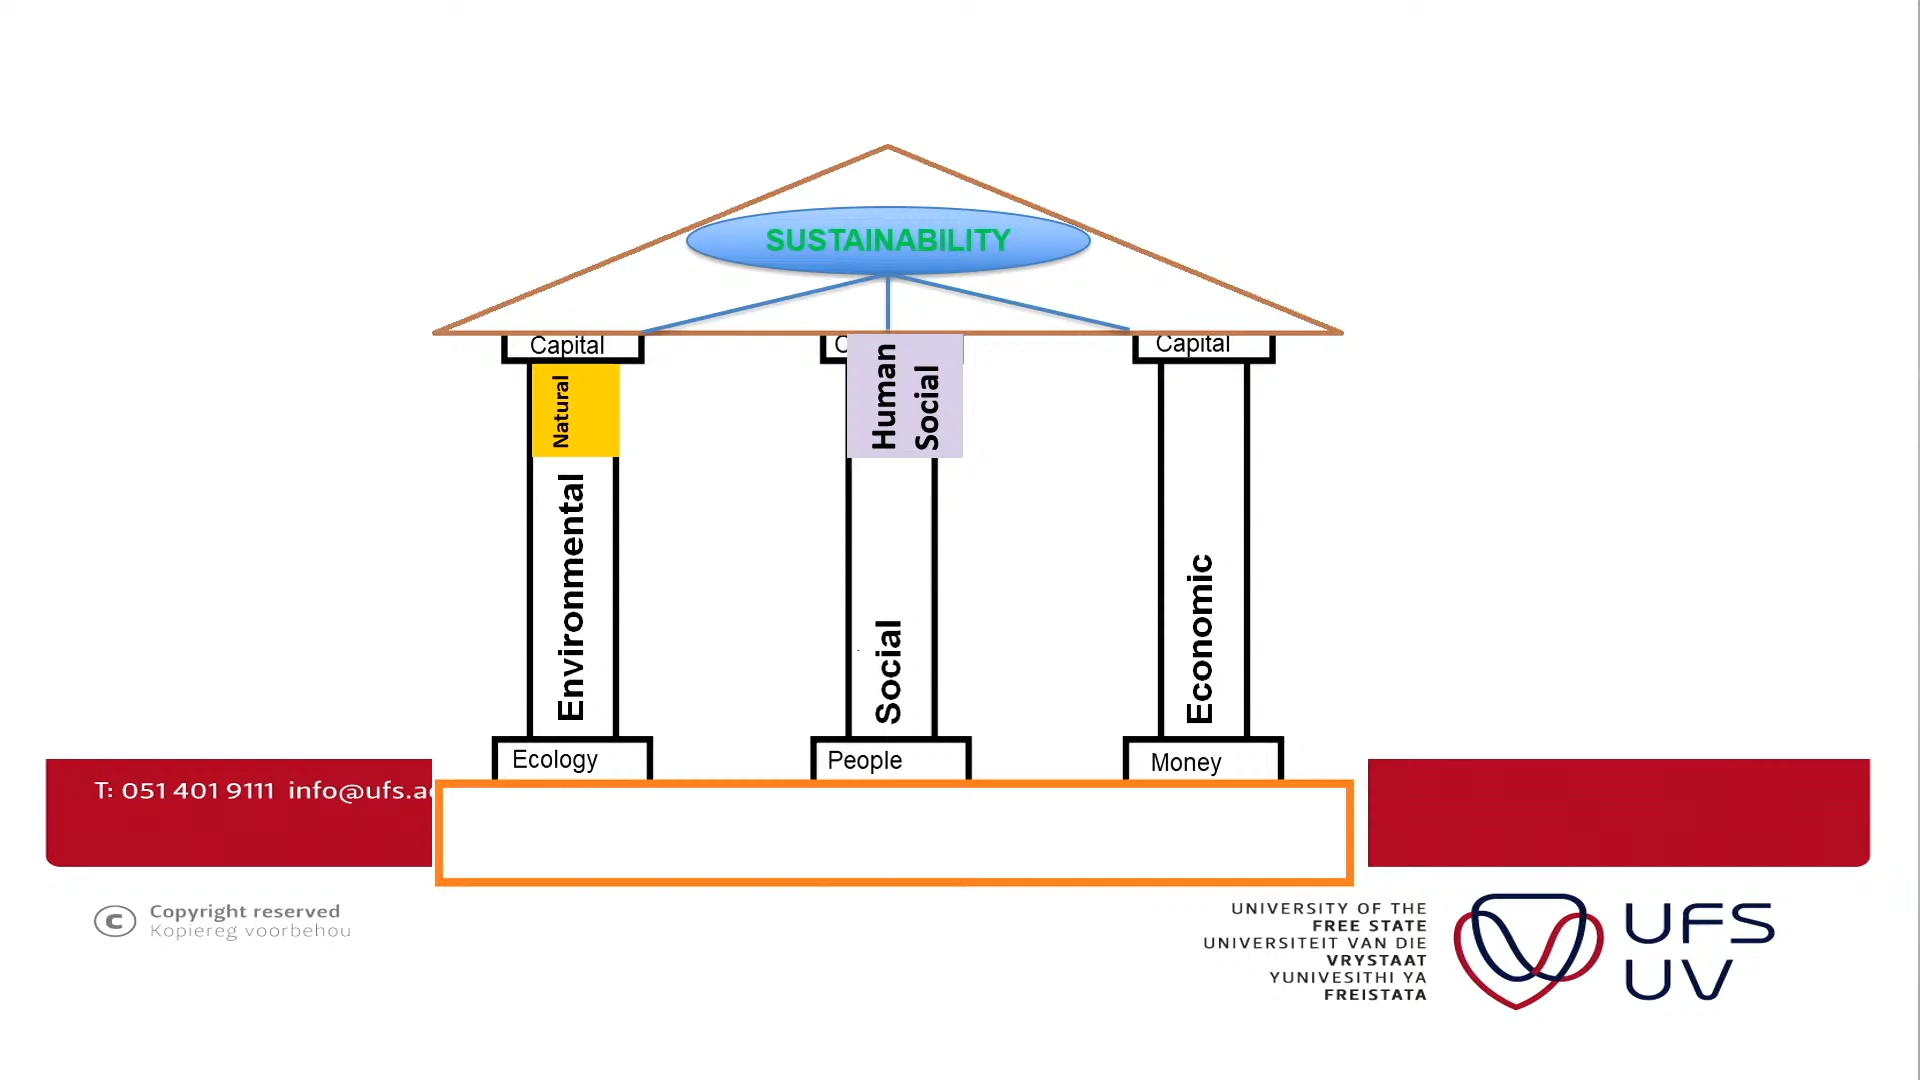 SUSTAINABILITY
Capital
C
Capital
Natural
Human
Social
Environmental
Social
Economic
Ecology
People
Money
T: 051 401 9111 info@ufs.a
Copyright reserved
Kopiereg voorbehou
UNIVERSITY OF THE
FREE STATE
UNIVERSITEIT VAN DIE
VRYSTAAT
YUNIVESITHI YA
FREISTATA
UFS
UV